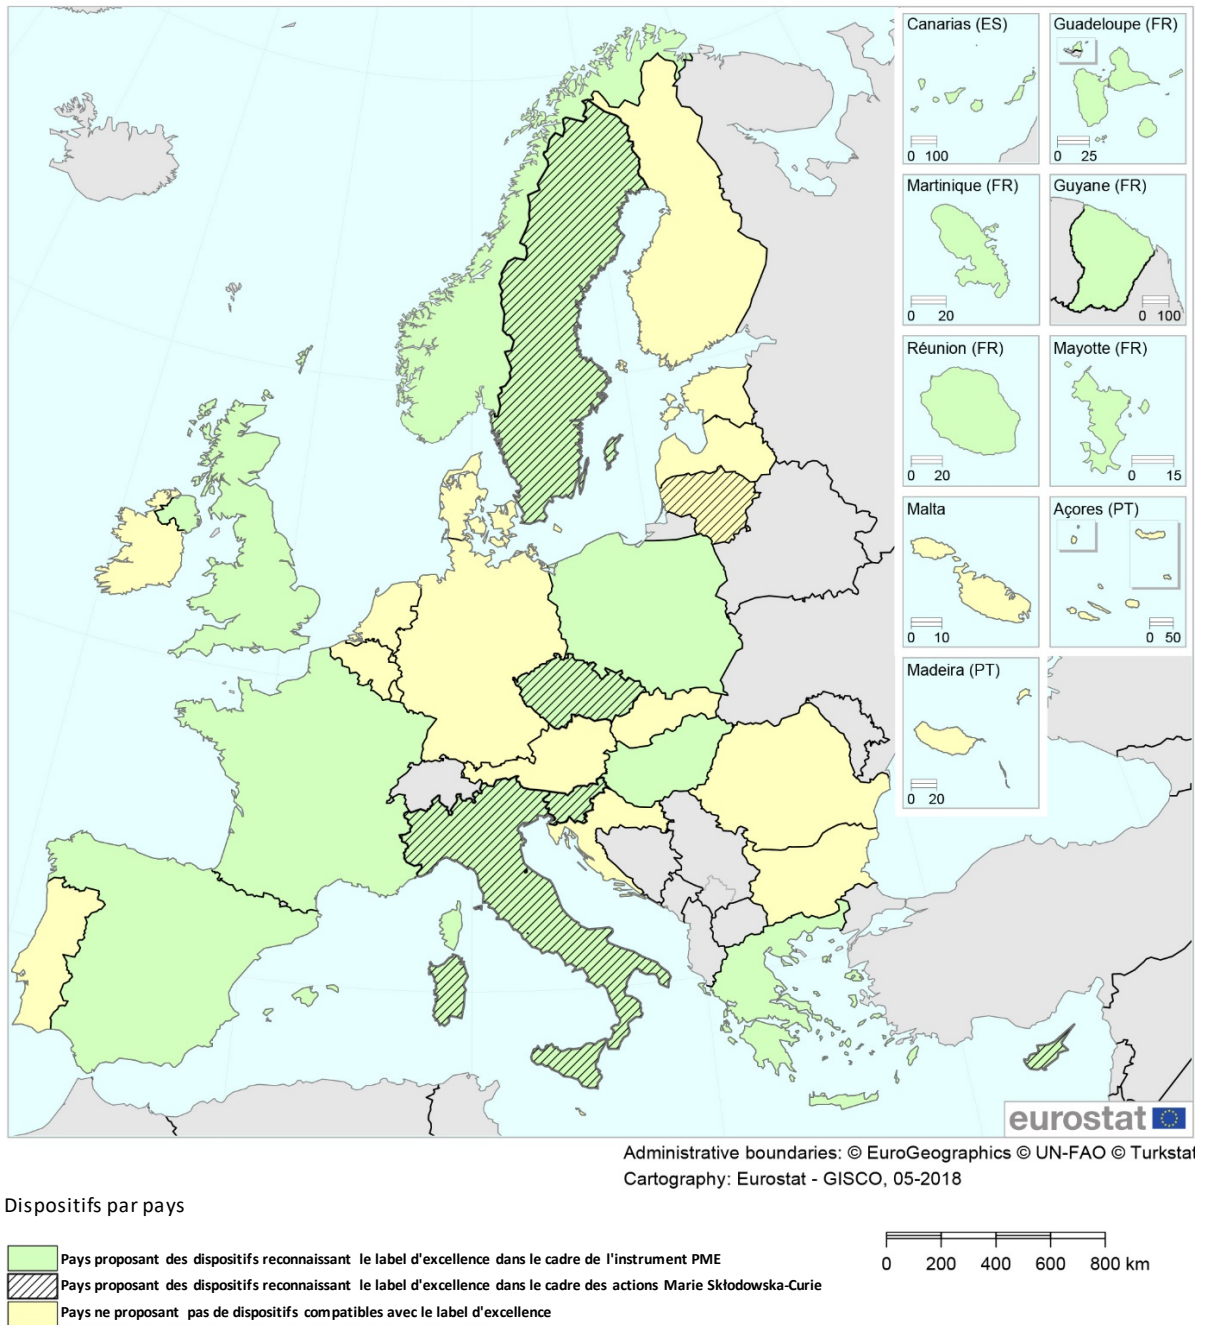 Canarias (ES)
0 100
Guadeloupe (FR)
0 25
Martinique (FR)
0 20
Guyane (FR)
0 100
Réunion (FR)
0 20
Mayotte (FR)
0 15
Malta
0 10
Açores (PT)
0 50
Madeira (PT)
0 20
eurostat
Administrative boundaries: © EuroGeographics © UN-FAO © Turkstat
Cartography: Eurostat - GISCO, 05-2018
Dispositifs par pays
Pays proposant des dispositifs reconnaissant le label d'excellence dans le cadre de l'instrument PME
Pays proposant des dispositifs reconnaissant le label d'excellence dans le cadre des actions Marie Skłodowska-Curie
Pays ne proposant pas de dispositifs compatibles avec le label d'excellence
0 200 400 600 800 km